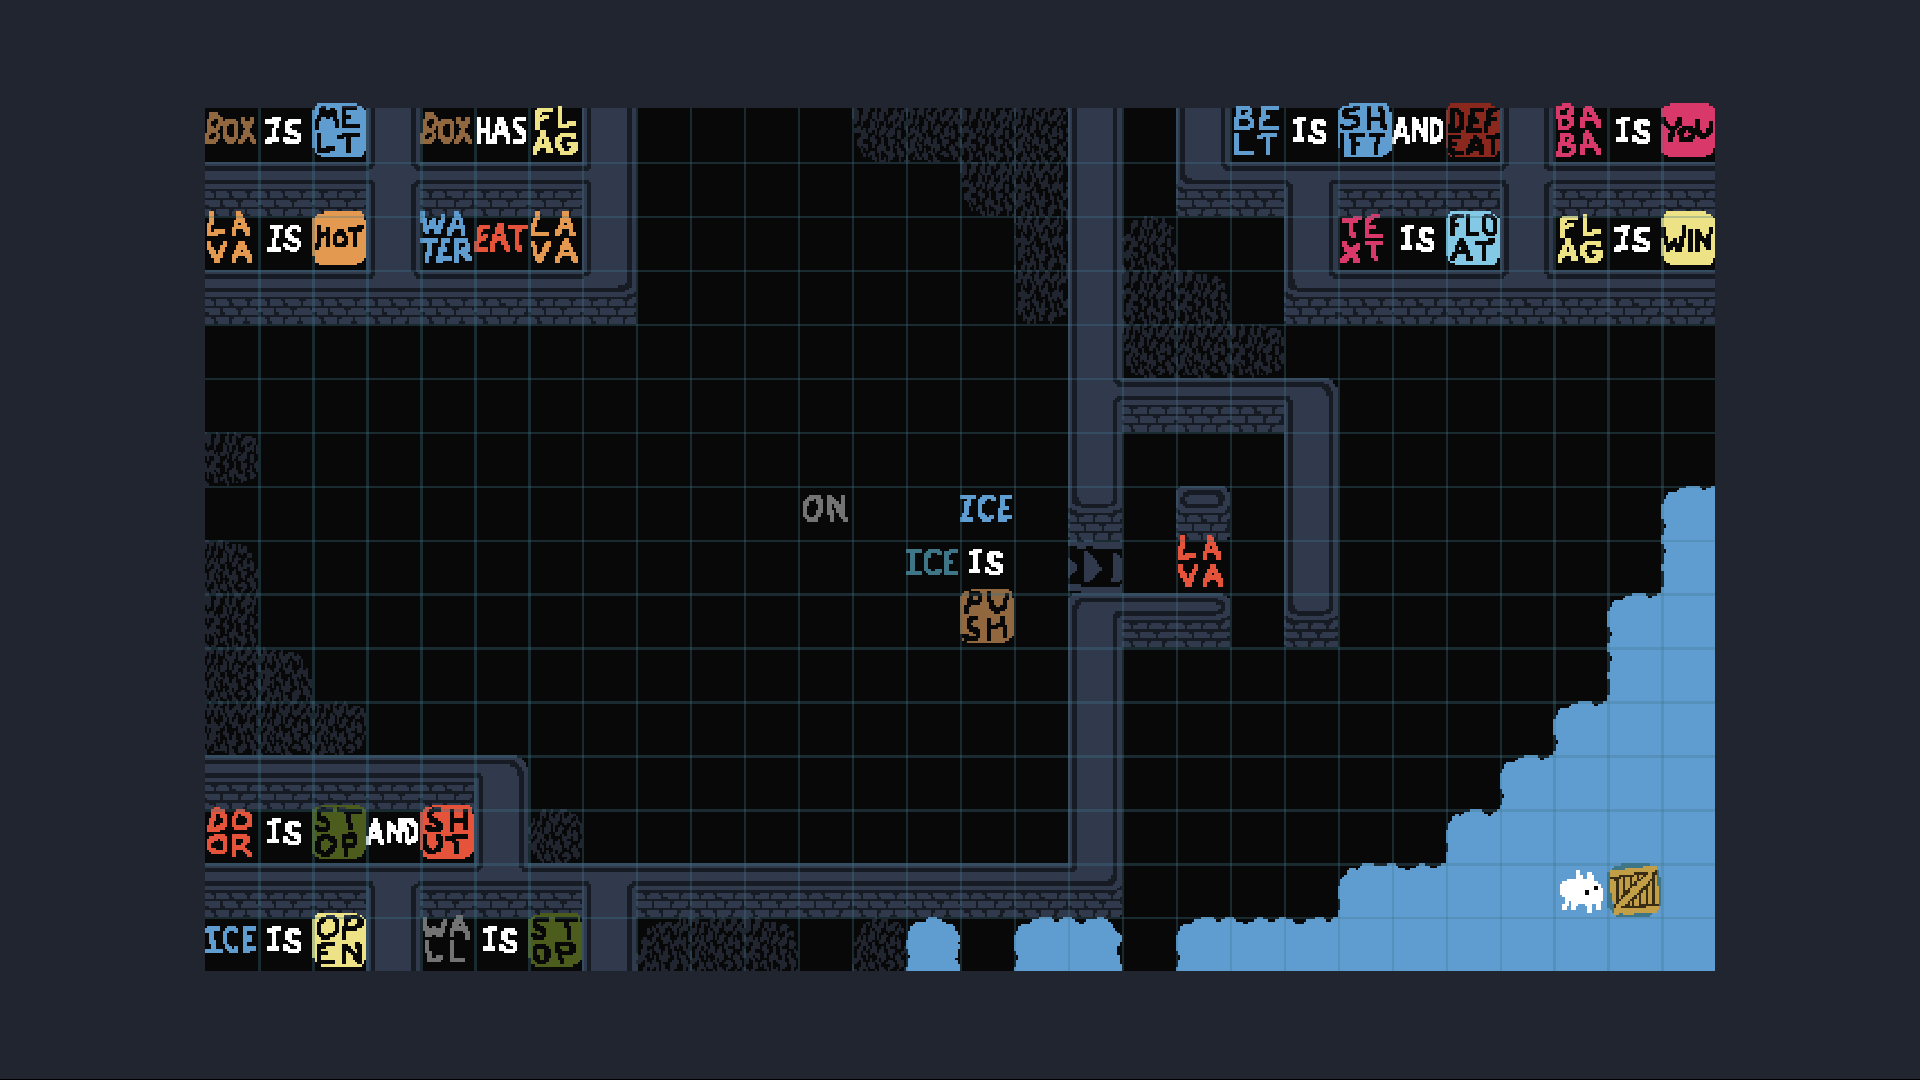 BOX IS MELT BOX HAS FLAG BELT IS SHIFT AND DEFEAT BABA IS YOU
LAVA IS HOT WATER EAT LAVA TEXT IS FLOAT FLAG IS WIN
ON ICE
ICE IS LAVA
PUSH
DOOR IS STOP AND SHUT
ICE IS OPEN WALL IS STOP